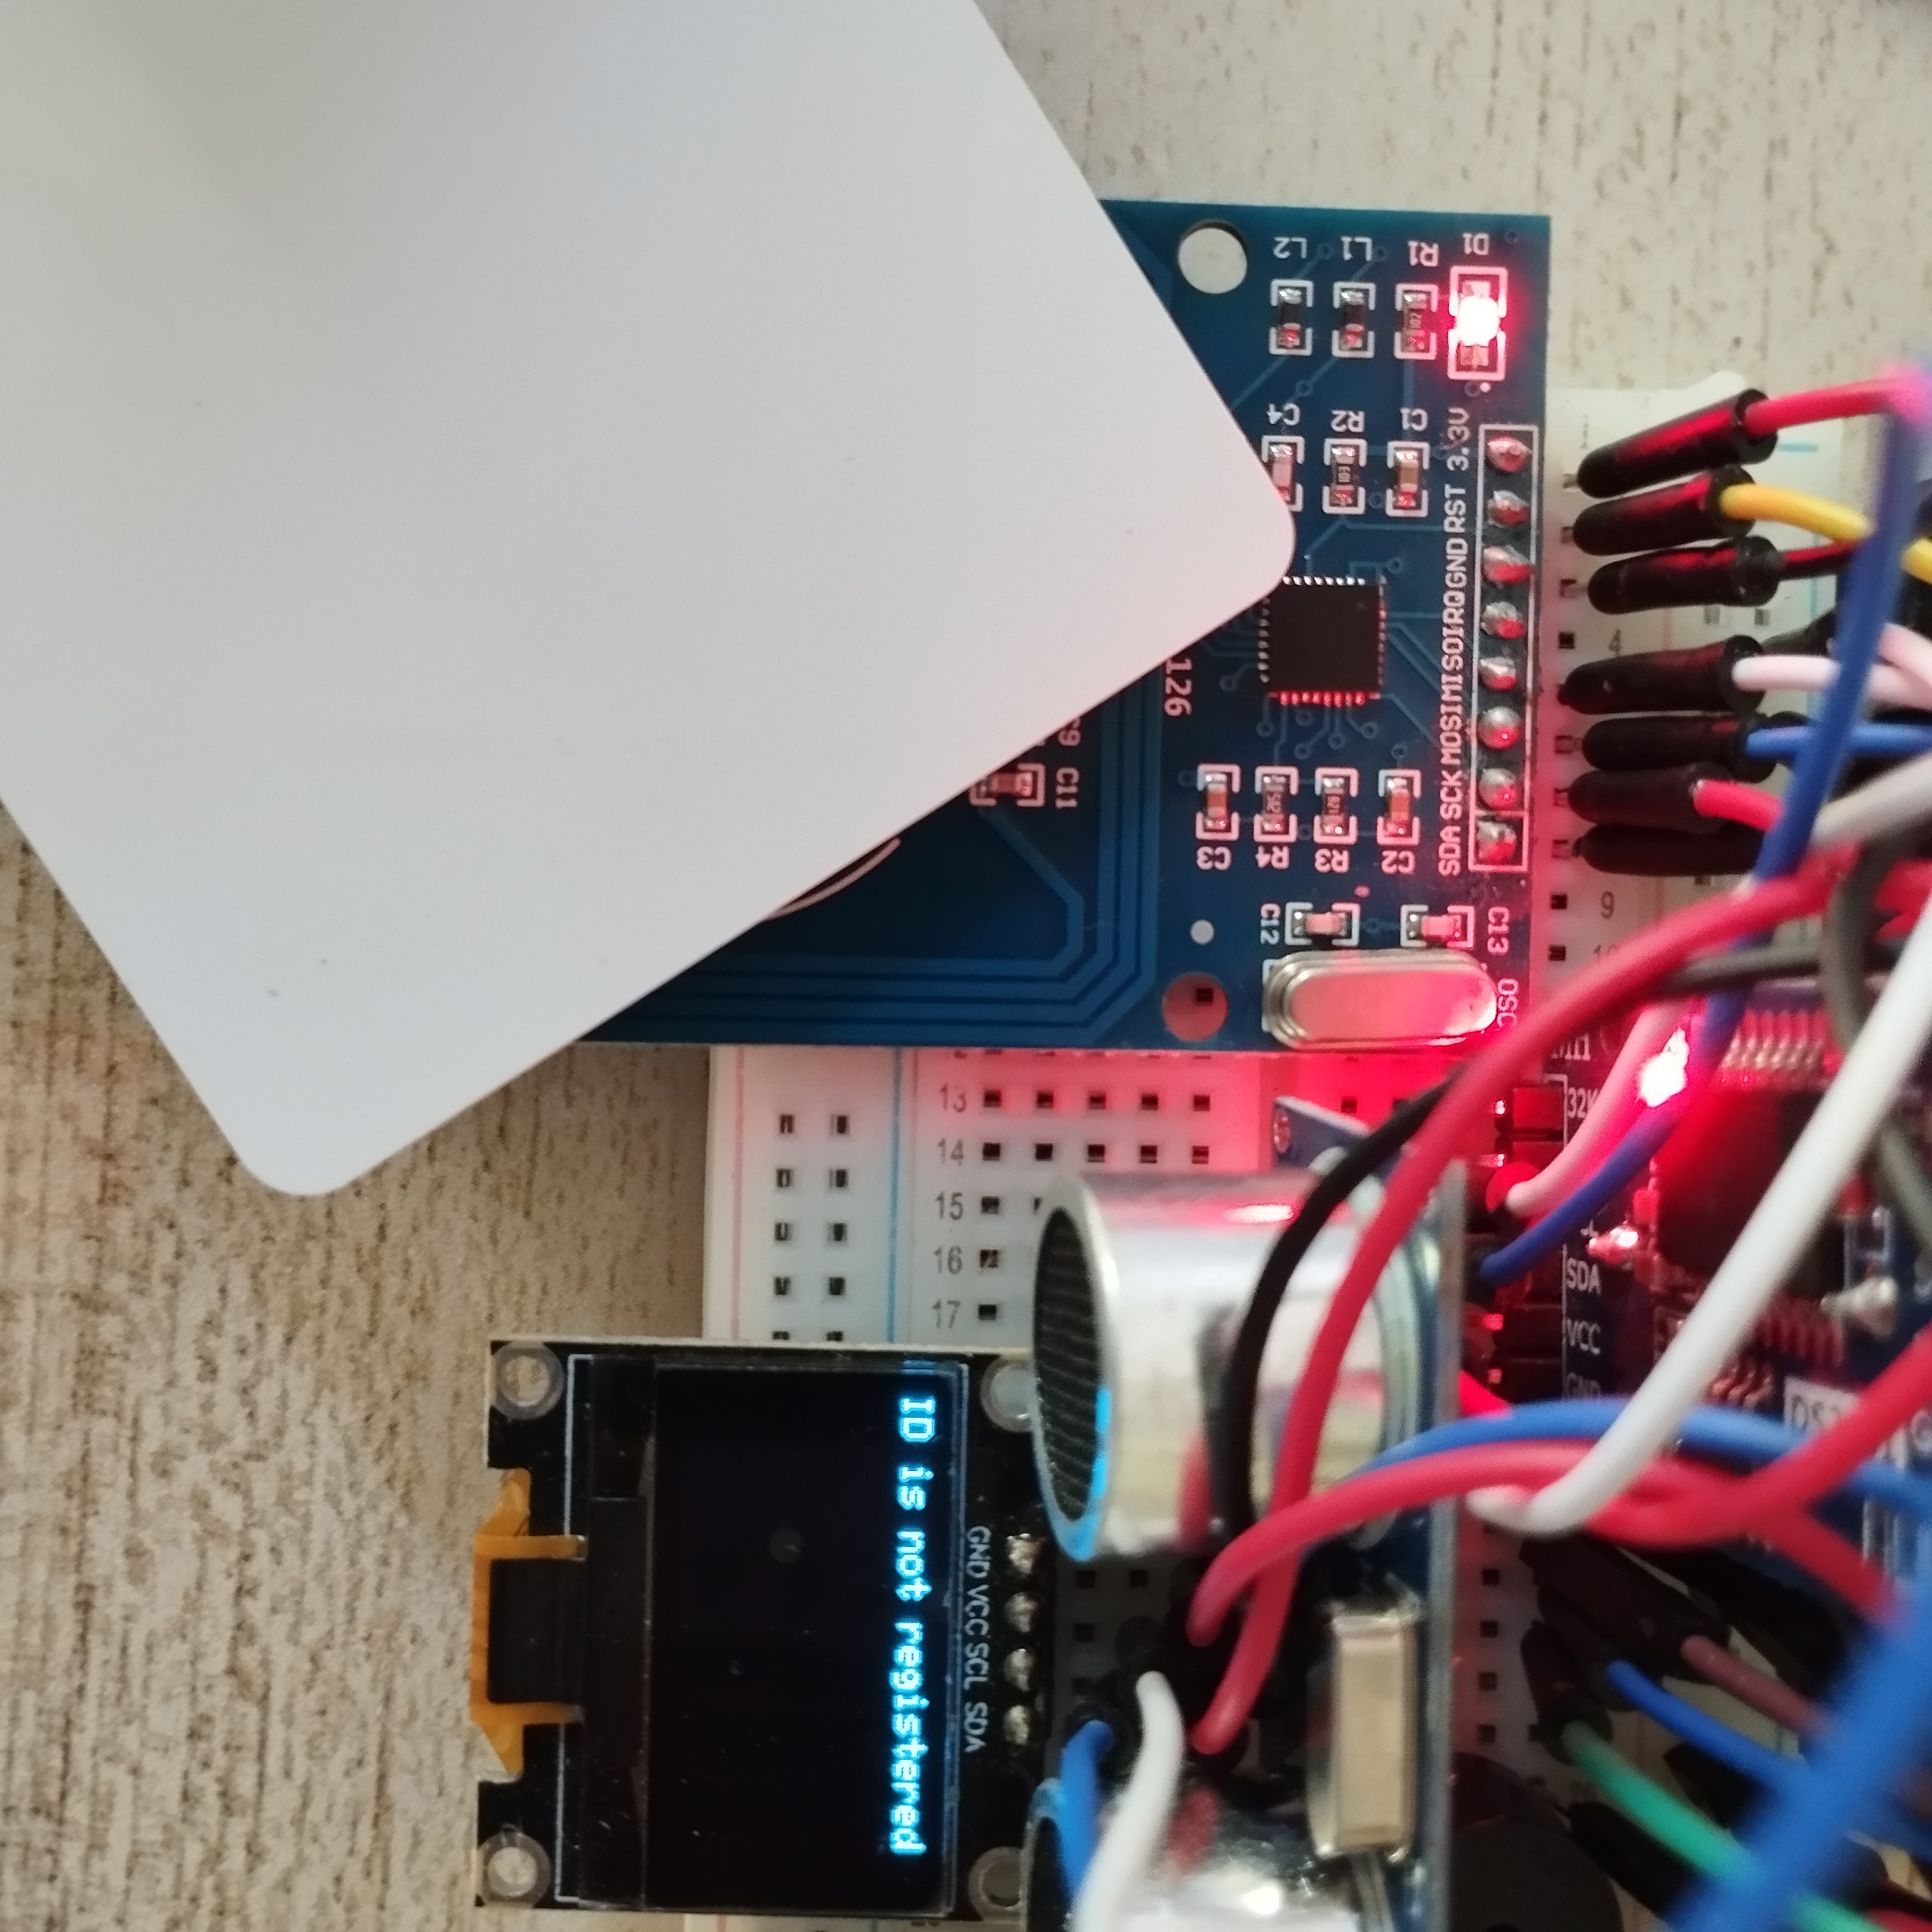 L2 L1 R1 D1
C4 R2 C1
SDA SCK MOSI MISO IRQ GND RST 3.3V
126
C11
C3 R4 R3 C2
C12
C13
OSC
4
9
13
14
15
16
17
MH
32K
SDA
VCC
GND
ID is not registered
GND VCC SCL SDA